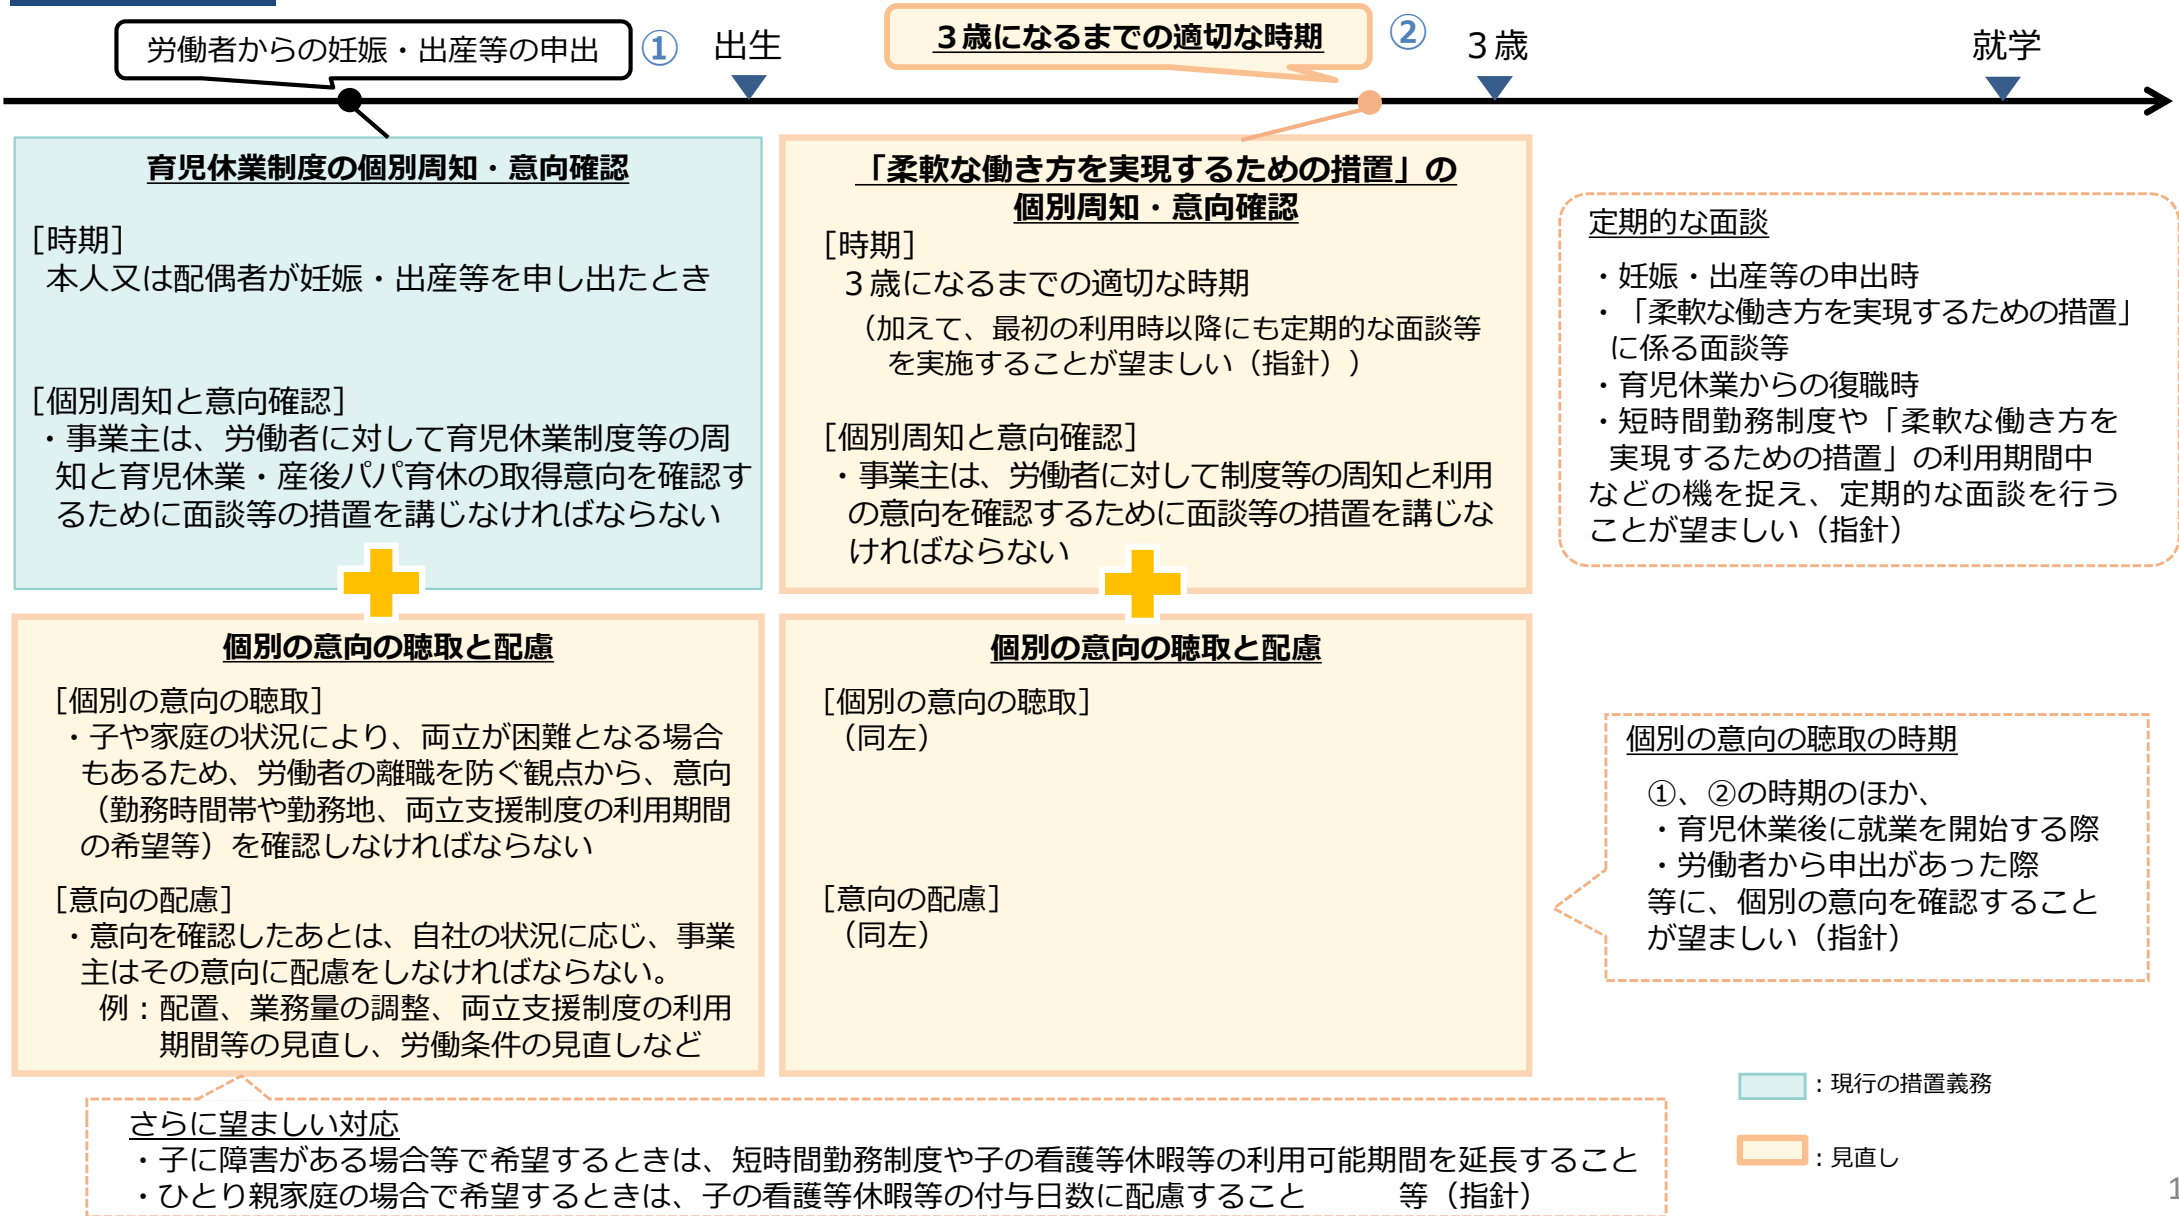 労働者からの妊娠・出産等の申出
①
出生
３歳になるまでの適切な時期
②
３歳
就学
育児休業制度の個別周知・意向確認
［時期］
本人又は配偶者が妊娠・出産等を申し出たとき
［個別周知と意向確認］
・事業主は、労働者に対して育児休業制度等の周
知と育児休業・産後パパ育休の取得意向を確認す
るために面談等の措置を講じなければならない
「柔軟な働き方を実現するための措置」の
個別周知・意向確認
［時期］
３歳になるまでの適切な時期
（加えて、最初の利用時以降にも定期的な面談等
を実施することが望ましい（指針））
［個別周知と意向確認］
・事業主は、労働者に対して制度等の周知と利用
の意向を確認するために面談等の措置を講じな
ければならない
定期的な面談
・妊娠・出産等の申出時
・「柔軟な働き方を実現するための措置」
に係る面談等
・育児休業からの復職時
・短時間勤務制度や「柔軟な働き方を
実現するための措置」の利用期間中
などの機を捉え、定期的な面談を行う
ことが望ましい（指針）
個別の意向の聴取と配慮
［個別の意向の聴取］
・子や家庭の状況により、両立が困難となる場合
もあるため、労働者の離職を防ぐ観点から、意向
（勤務時間帯や勤務地、両立支援制度の利用期間
の希望等）を確認しなければならない
［意向の配慮］
・意向を確認したあとは、自社の状況に応じ、事業
主はその意向に配慮をしなければならない。
例：配置、業務量の調整、両立支援制度の利用
期間等の見直し、労働条件の見直しなど
個別の意向の聴取と配慮
［個別の意向の聴取］
（同左）
［意向の配慮］
（同左）
個別の意向の聴取の時期
①、②の時期のほか、
・育児休業後に就業を開始する際
・労働者から申出があった際
等に、個別の意向を確認すること
が望ましい（指針）
さらに望ましい対応
・子に障害がある場合等で希望するときは、短時間勤務制度や子の看護等休暇等の利用可能期間を延長すること
・ひとり親家庭の場合で希望するときは、子の看護等休暇等の付与日数に配慮すること 等（指針）
：現行の措置義務
：見直し